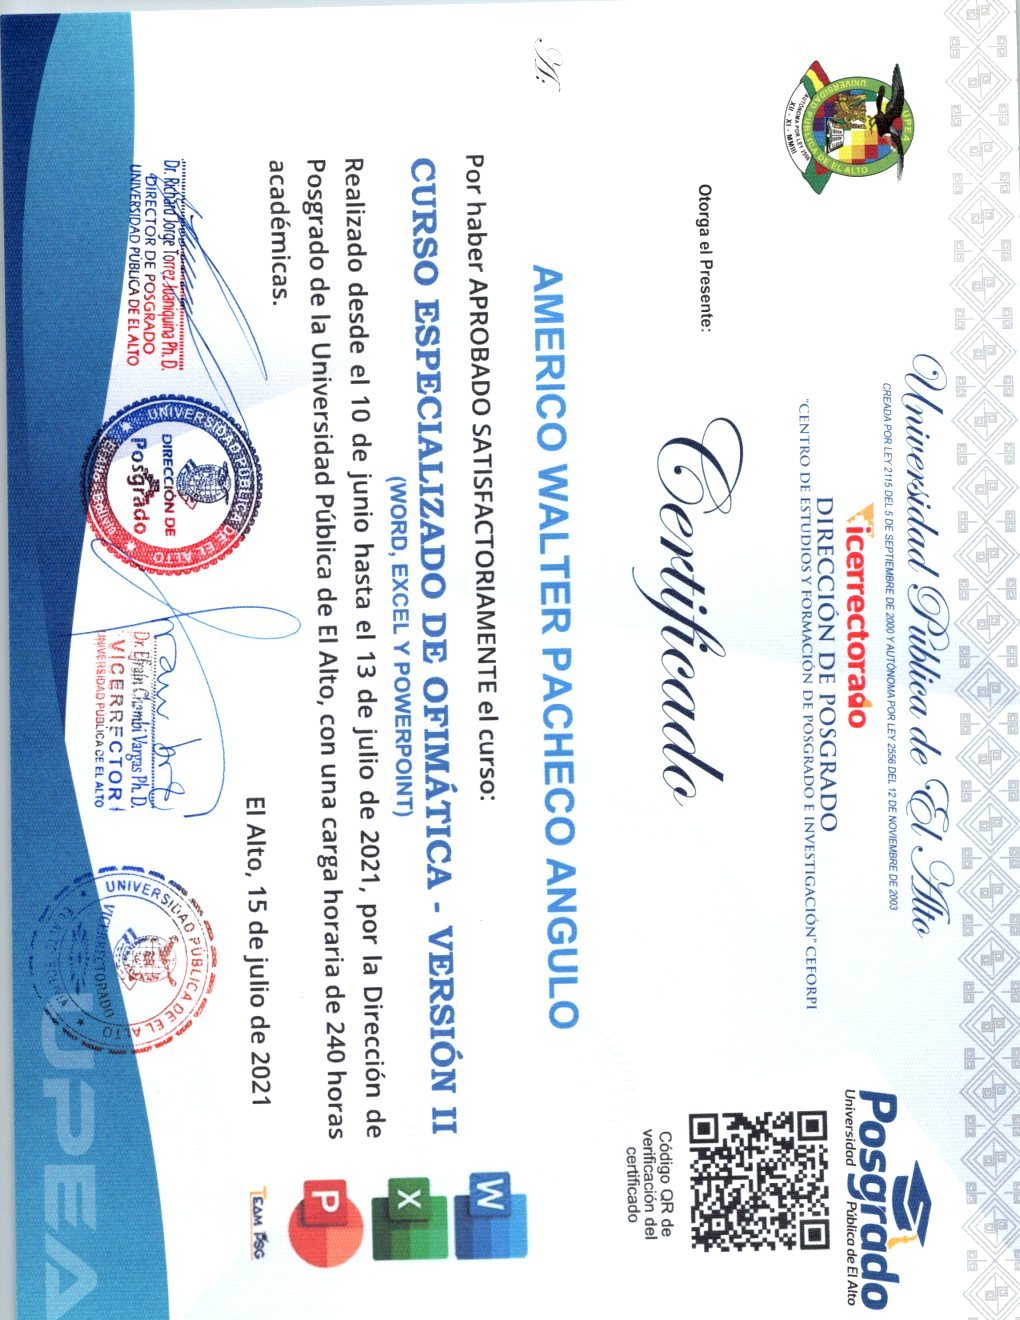 Universidad Pública de El Alto
CREADA POR LEY 2115 DEL 5 DE SEPTIEMBRE DE 2000 Y AUTÓNOMA POR LEY 2556 DEL 12 DE NOVIEMBRE DE 2003
Vicerrectorado
DIRECCIÓN DE POSGRADO
"CENTRO DE ESTUDIOS Y FORMACIÓN DE POSGRADO E INVESTIGACIÓN" CEFORPI
UPEA
UNIVERSIDAD PÚBLICA DE EL ALTO
AUTÓNOMA POR LEY 2556
XII - XI - MMIII
Posgrado
Universidad Pública de El Alto
Otorga el Presente:
Certificado
Código QR de
verificación del
certificado
A:
AMERICO WALTER PACHECO ANGULO
Por haber APROBADO SATISFACTORIAMENTE el curso:
CURSO ESPECIALIZADO DE OFIMÁTICA - VERSIÓN II
(WORD, EXCEL Y POWERPOINT)
Realizado desde el 10 de junio hasta el 13 de julio de 2021, por la Dirección de
Posgrado de la Universidad Pública de El Alto, con una carga horaria de 240 horas
académicas.
W
X
P
TEAM PSG
El Alto, 15 de julio de 2021
Dr. Richard Jorge Torrez Juaniquina Ph. D.
DIRECTOR DE POSGRADO
UNIVERSIDAD PÚBLICA DE EL ALTO
UNIVERSIDAD PÚBLICA DE EL ALTO
DIRECCIÓN DE
Posgrado
Dr. Efraín Chambi Vargas Ph. D.
VICERRECTOR
UNIVERSIDAD PÚBLICA DE EL ALTO
UNIVERSIDAD PÚBLICA DE EL ALTO
VICERRECTORADO
UPEA